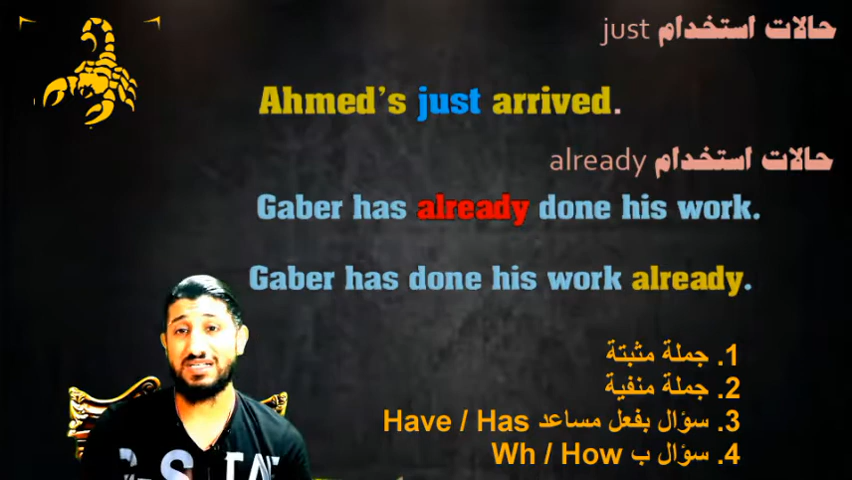 حالات استخدام just
Ahmed's just arrived.
حالات استخدام already
Gaber has already done his work.
Gaber has done his work already.
1. جملة مثبتة
2. جملة منفية
3. سؤال بفعل مساعد Have / Has
4. سؤال ب Wh / How